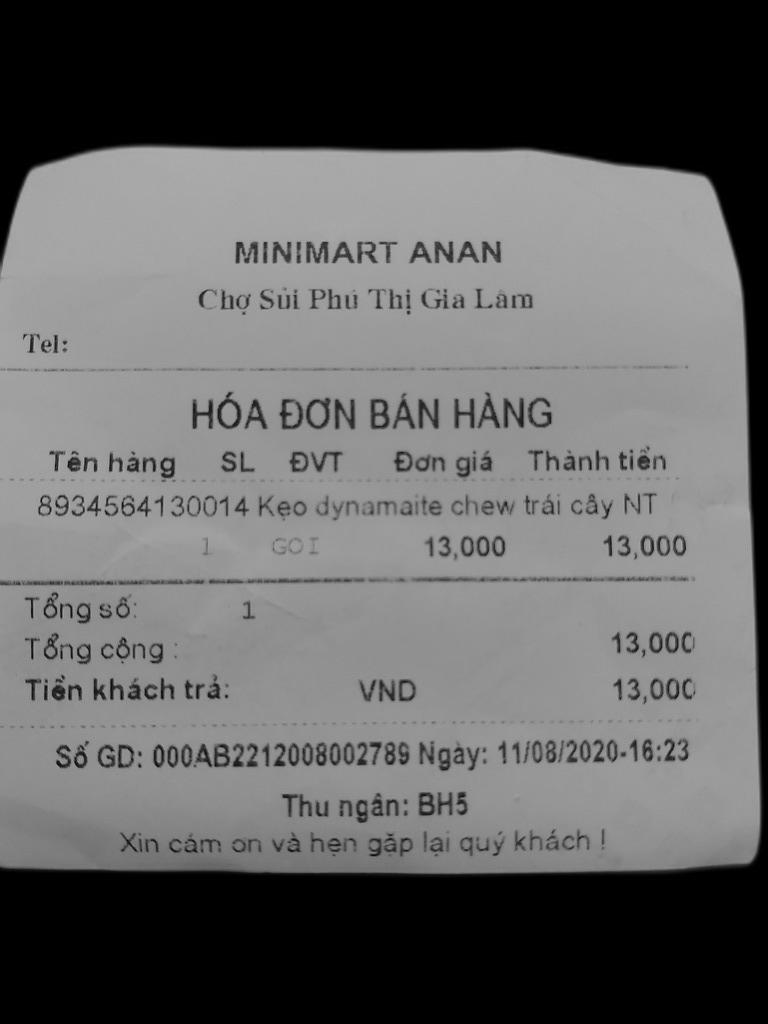 MINIMART ANAN
Chợ Sủi Phú Thị Gia Lâm
Tel:
HÓA ĐƠN BÁN HÀNG
Tên hàng SL ĐVT Đơn giá Thành tiền
8934564130014 Kẹo dynamaite chew trái cây NT
1 GOI 13,000 13,000
Tổng số: 1
Tổng cộng : 13,000
Tiền khách trả: VND 13,000
Số GD: 000AB2212008002789 Ngày: 11/08/2020-16:23
Thu ngân: BH5
Xin cám ơn và hẹn gặp lại quý khách !